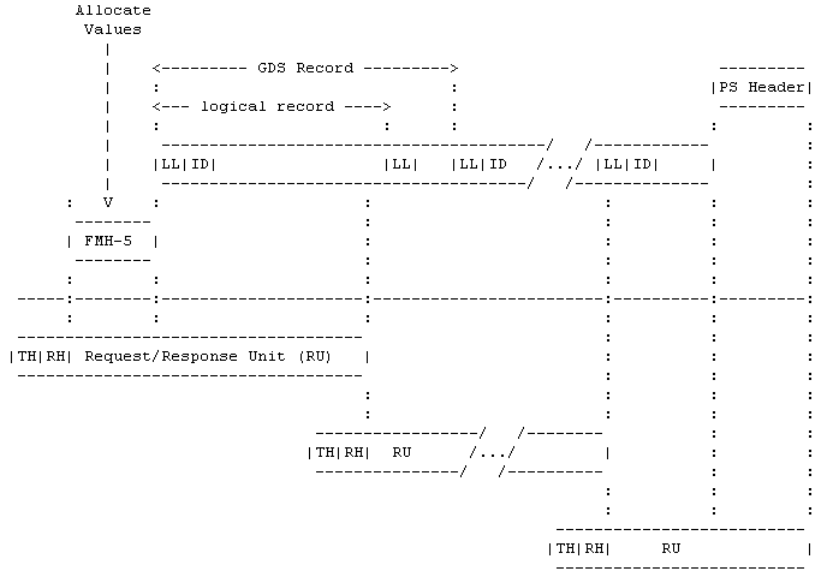 Allocate
Values
<--------- GDS Record --------->
|PS Header|
<--- logical record ---->
|LL|ID| |LL| |LL|ID /.../ |LL|ID| |
V
| FMH-5 |
|TH|RH| Request/Response Unit (RU) |
|TH|RH| RU /.../ |
|TH|RH| RU |